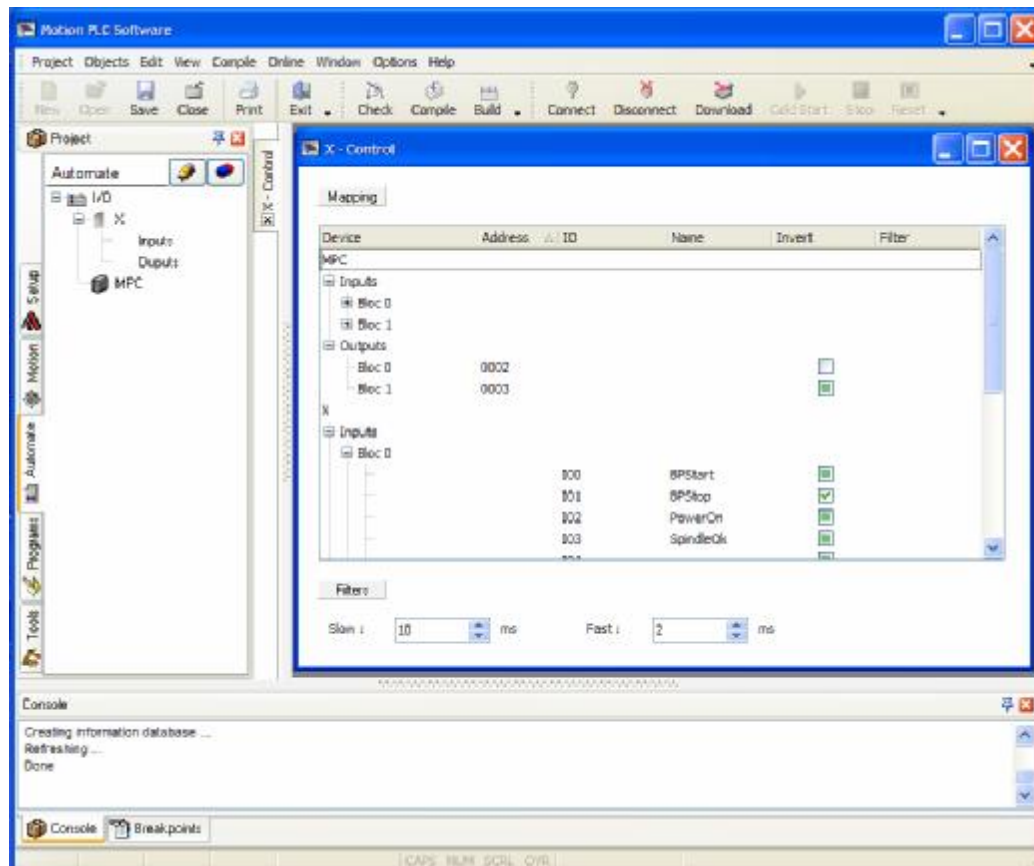 Motion PLC Software
Project Objects Edit View Compile Online Window Options Help
New Open Save Close Print Exit Check Compile Build Connect Disconnect Download Cold Start Stop Reset
Project
Automate
I/O
X
Inputs
Ouputs
MPC
Setup
Motion
Automate
Programs
Tools
X - Control
X - Control
Mapping
Device Address IO Name Invert Filter
MPC
Inputs
Bloc 0
Bloc 1
Outputs
Bloc 0 0002
Bloc 1 0003
X
Inputs
Bloc 0
I00 BPStart
I01 BPStop
I02 PowerOn
I03 SpindleOk
Filters
Slow : 10 ms Fast : 2 ms
Console
Creating information database ...
Refreshing ...
Done
Console Breakpoints
CAPS NUM SCRL OVR